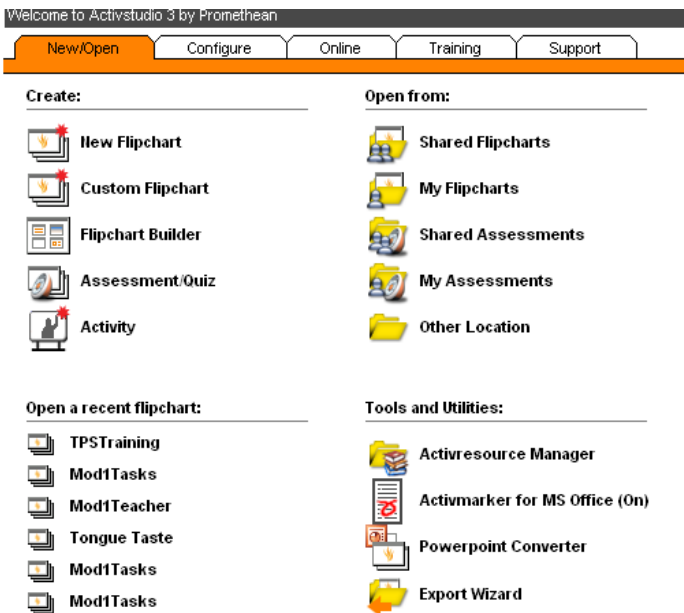 Welcome to Activstudio 3 by Promethean
New/Open
Configure
Online
Training
Support
Create:
New Flipchart
Custom Flipchart
Flipchart Builder
Assessment/Quiz
Activity
Open from:
Shared Flipcharts
My Flipcharts
Shared Assessments
My Assessments
Other Location
Open a recent flipchart:
TPSTraining
Mod1Tasks
Mod1Teacher
Tongue Taste
Mod1Tasks
Mod1Tasks
Tools and Utilities:
Activresource Manager
Activmarker for MS Office (On)
Powerpoint Converter
Export Wizard